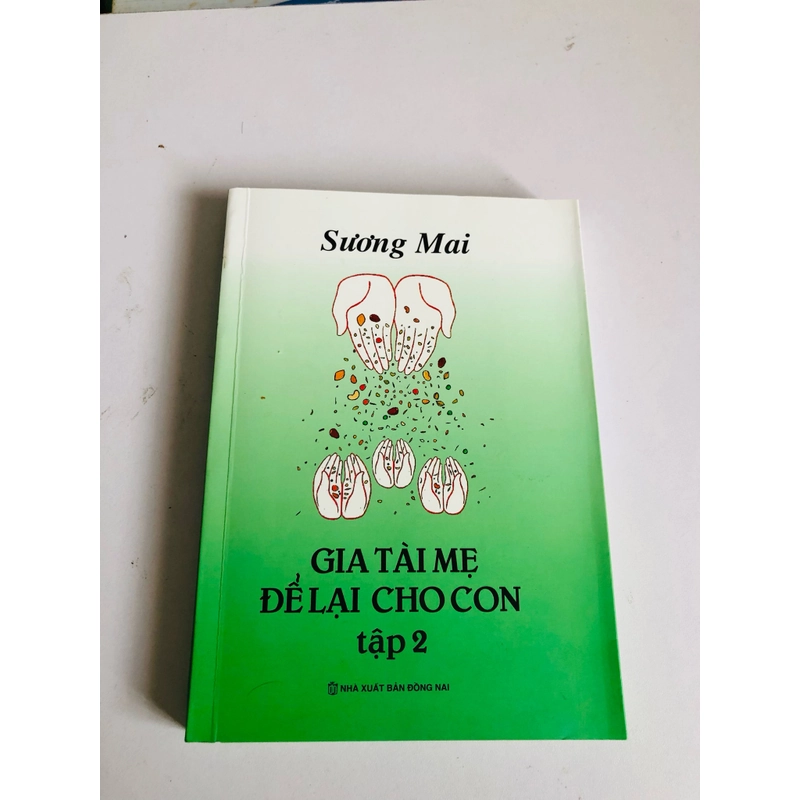 Sương Mai
GIA TÀI MẸ
ĐỂ LẠI CHO CON
tập 2
NHÀ XUẤT BẢN ĐỒNG NAI